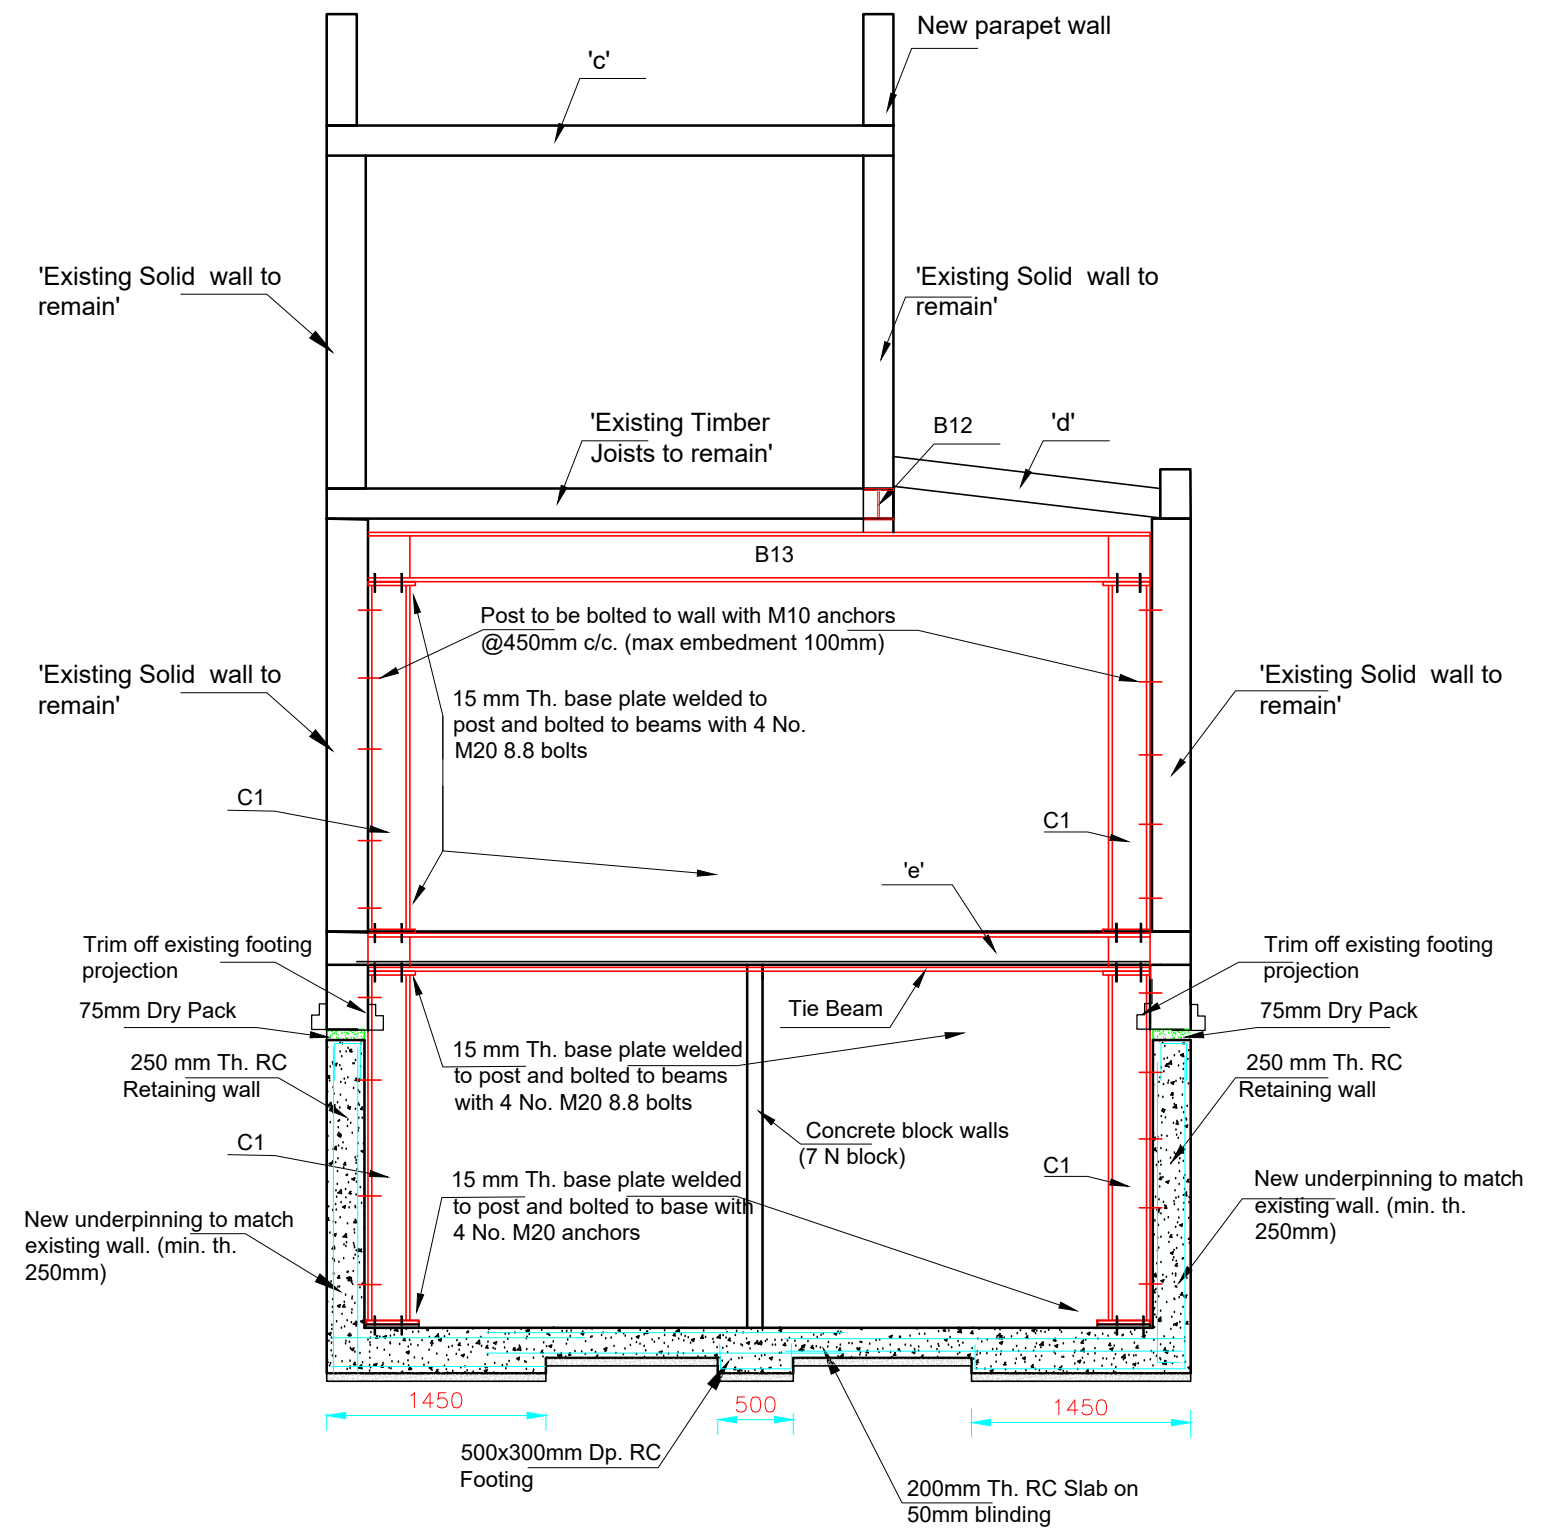 New parapet wall
'c'
'Existing Solid  wall to
remain'
'Existing Solid  wall to
remain'
'Existing Timber
Joists to remain'
B12
'd'
B13
Post to be bolted to wall with M10 anchors
@450mm c/c. (max embedment 100mm)
'Existing Solid  wall to
remain'
15 mm Th. base plate welded to
post and bolted to beams with 4 No.
M20 8.8 bolts
'Existing Solid  wall to
remain'
C1
C1
'e'
Trim off existing footing
projection
Trim off existing footing
projection
75mm Dry Pack
Tie Beam
75mm Dry Pack
250 mm Th. RC
Retaining wall
15 mm Th. base plate welded
to post and bolted to beams
with 4 No. M20 8.8 bolts
250 mm Th. RC
Retaining wall
C1
Concrete block walls
(7 N block)
C1
15 mm Th. base plate welded
to post and bolted to base with
4 No. M20 anchors
New underpinning to match
existing wall. (min. th.
250mm)
New underpinning to match
existing wall. (min. th.
250mm)
1450
500
1450
500x300mm Dp. RC
Footing
200mm Th. RC Slab on
50mm blinding